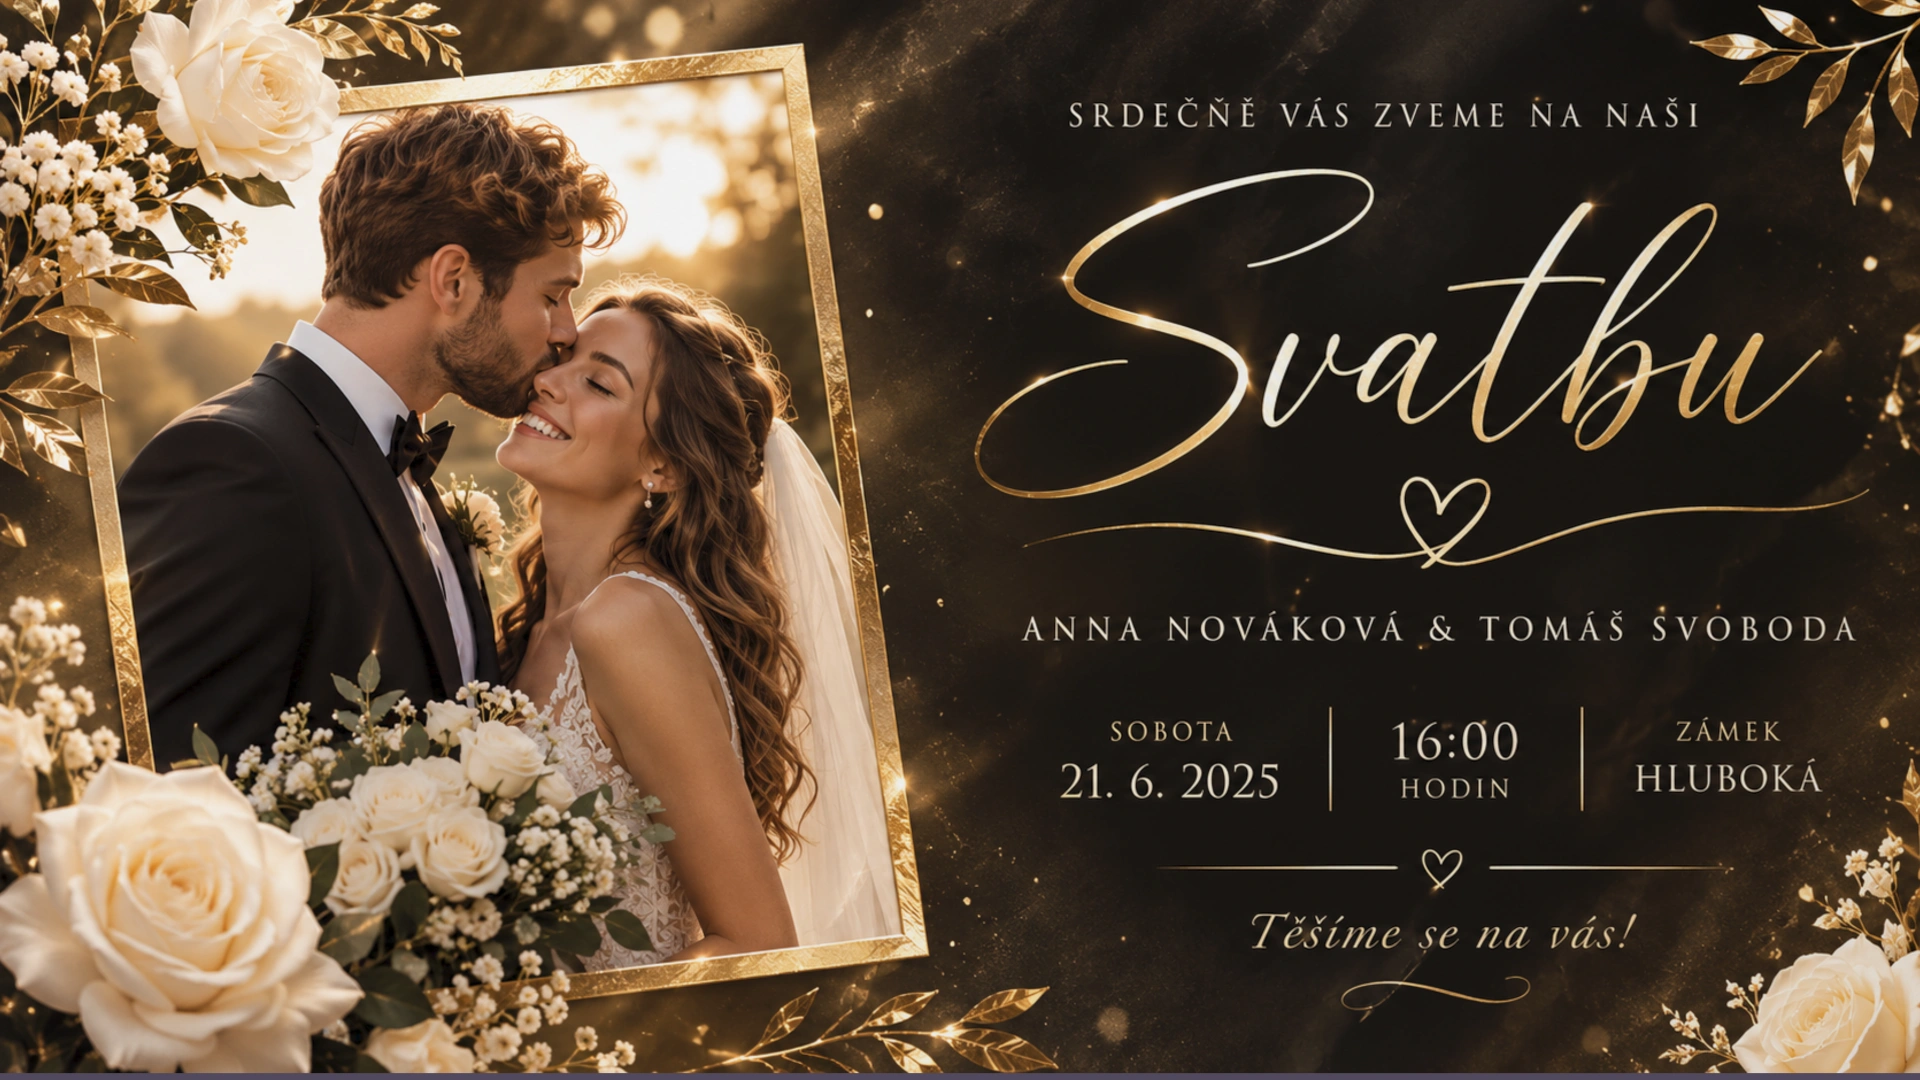 SRDEČŇĚ VÁS ZVEME NA NAŠI
Svatbu
ANNA NOVÁKOVÁ & TOMÁŠ SVOBODA
SOBOTA
21. 6. 2025
16:00
HODIN
ZÁMEK
HLUBOKÁ
Těšíme se na vás!